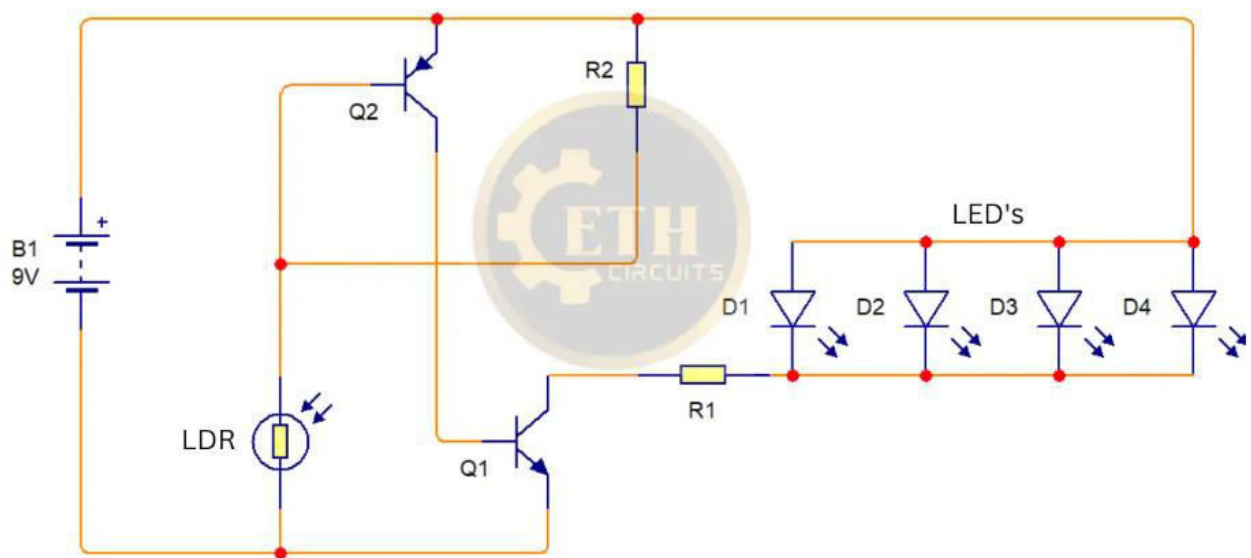 R2
Q2
ETH
CIRCUITS
LED's
B1
+
9V
D1
D2
D3
D4
R1
LDR
Q1